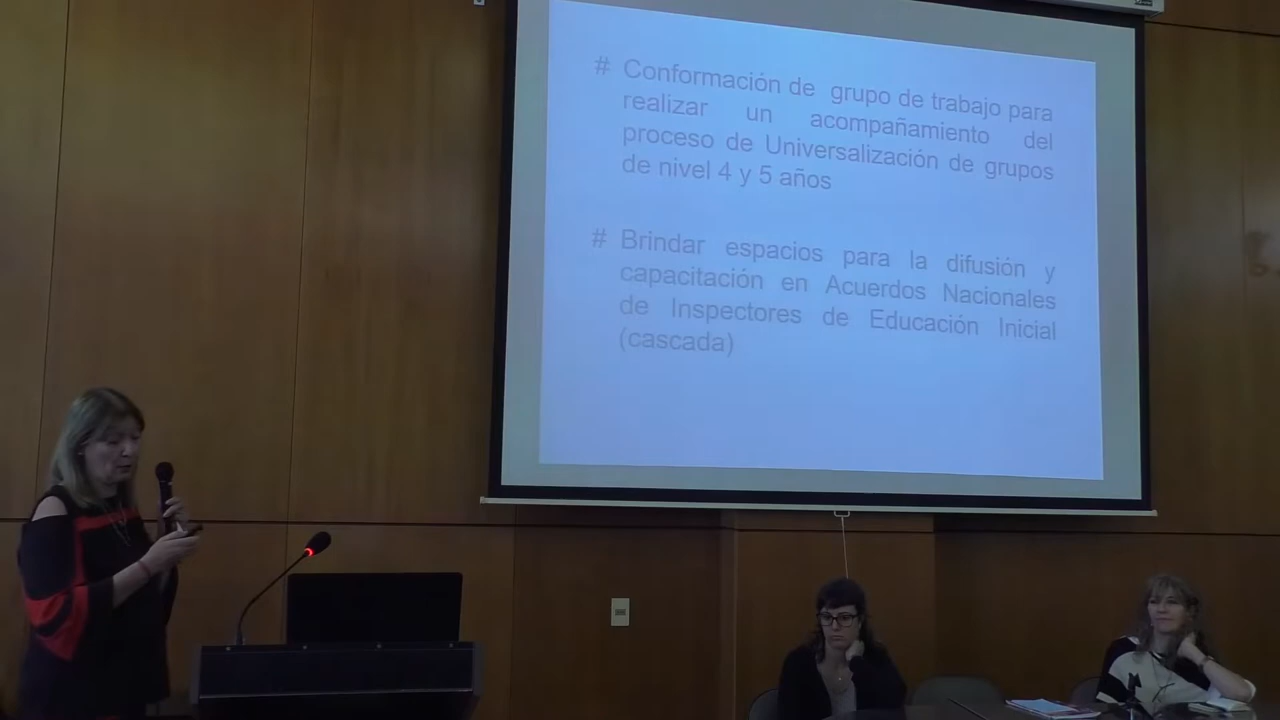 # Conformación de grupo de trabajo para
realizar un acompañamiento del
proceso de Universalización de grupos
de nivel 4 y 5 años
# Brindar espacios para la difusión y
capacitación en Acuerdos Nacionales
de Inspectores de Educación Inicial
(cascada)